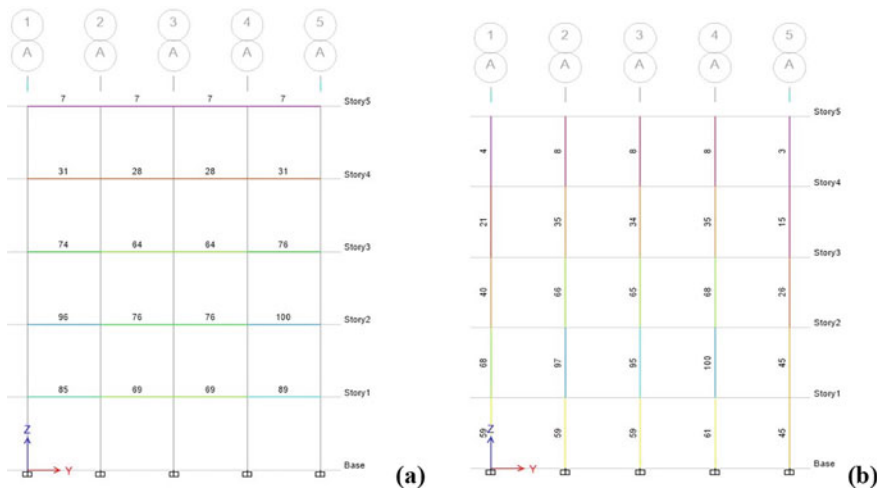 1 2 3 4 5
A A A A A
7 7 7 7 Story5
31 28 28 31 Story4
74 64 64 76 Story3
96 76 76 100 Story2
85 69 69 89 Story1
Z
Y
Base
(a)
1 2 3 4 5
A A A A A
Story5
4 8 8 8 3
Story4
21 35 34 35 15
Story3
40 66 65 68 26
Story2
68 97 95 100 45
Story1
59 59 59 61 45
Z
Y
Base
(b)